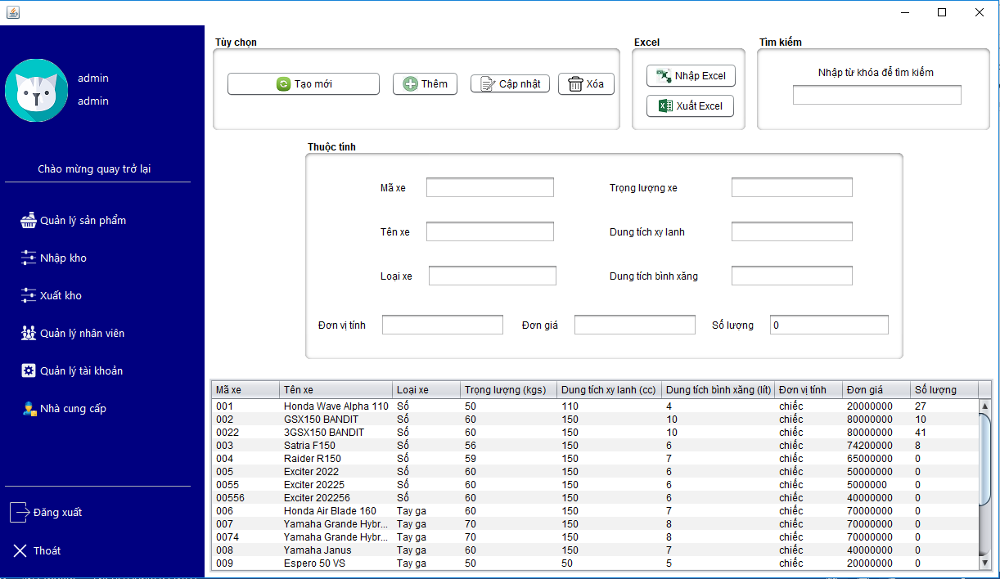 admin
admin
Chào mừng quay trở lại
Quản lý sản phẩm
Nhập kho
Xuất kho
Quản lý nhân viên
Quản lý tài khoản
Nhà cung cấp
Đăng xuất
Thoát
Tùy chọn
Tạo mới Thêm Cập nhật Xóa
Excel
Nhập Excel
Xuất Excel
Tìm kiếm
Nhập từ khóa để tìm kiếm
Thuộc tính
Mã xe Trọng lượng xe
Tên xe Dung tích xy lanh
Loại xe Dung tích bình xăng
Đơn vị tính Đơn giá Số lượng 0
Mã xe Tên xe Loại xe Trọng lượng (kgs) Dung tích xy lanh (cc) Dung tích bình xăng (lít) Đơn vị tính Đơn giá Số lượng
001 Honda Wave Alpha 110 Số 50 110 4 chiếc 20000000 27
002 GSX150 BANDIT Số 60 150 10 chiếc 80000000 10
0022 3GSX150 BANDIT Số 60 150 10 chiếc 80000000 41
003 Satria F150 Số 56 150 6 chiếc 74200000 8
004 Raider R150 Số 59 150 7 chiếc 65000000 0
005 Exciter 2022 Số 60 150 6 chiếc 50000000 0
0055 Exciter 20225 Số 60 150 6 chiếc 5000000 0
00556 Exciter 202256 Số 60 150 6 chiếc 40000000 0
006 Honda Air Blade 160 Tay ga 60 150 7 chiếc 70000000 0
007 Yamaha Grande Hybr... Tay ga 70 150 8 chiếc 70000000 0
0074 Yamaha Grande Hybr... Tay ga 70 150 8 chiếc 70000000 0
008 Yamaha Janus Tay ga 60 150 7 chiếc 40000000 0
009 Espero 50 VS Tay ga 50 50 5 chiếc 20000000 0